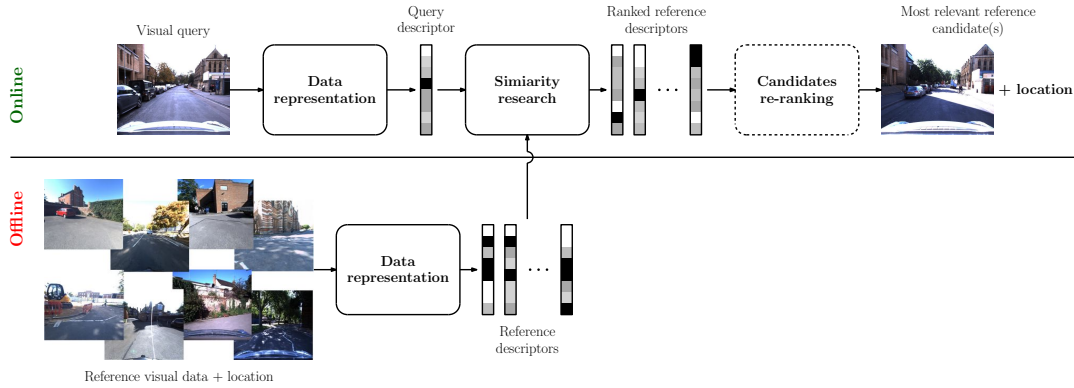 Visual query
Query
descriptor
Ranked reference
descriptors
Most relevant reference
candidate(s)
Online
Data
representation
Simiarity
research
Candidates
re-ranking
+ location
Offline
Data
representation
Reference
descriptors
Reference visual data + location